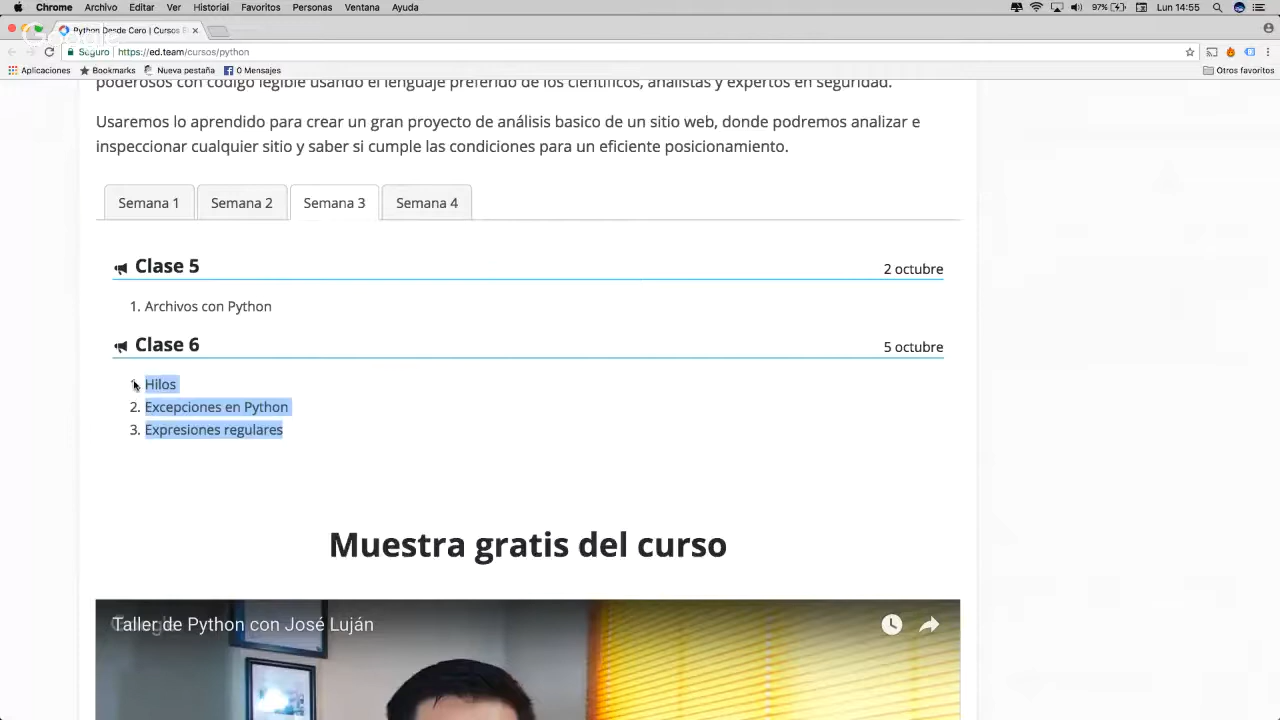 Chrome Archivo Editar Ver Historial Favoritos Personas Ventana Ayuda
97% Lun 14:55
Python Desde Cero | Cursos
Seguro https://ed.team/cursos/python
Aplicaciones Bookmarks Nueva pestaña 0 Mensajes Otros favoritos
poderosos con código legible usando el lenguaje preferido de los científicos, analistas y expertos en seguridad.
Usaremos lo aprendido para crear un gran proyecto de análisis basico de un sitio web, donde podremos analizar e
inspeccionar cualquier sitio y saber si cumple las condiciones para un eficiente posicionamiento.
Semana 1 Semana 2 Semana 3 Semana 4
Clase 5 2 octubre
1. Archivos con Python
Clase 6 5 octubre
Hilos
2. Excepciones en Python
3. Expresiones regulares
Muestra gratis del curso
Taller de Python con José Luján